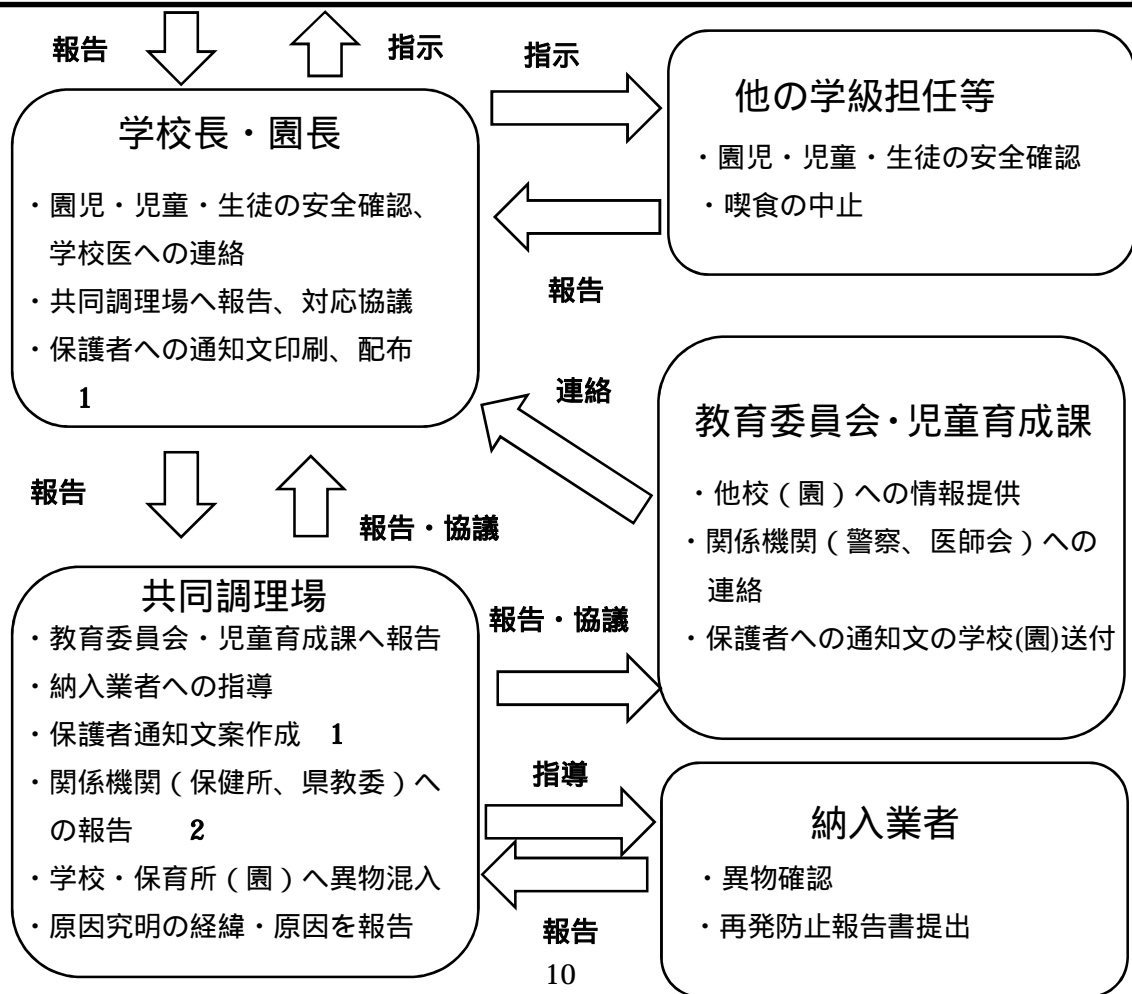 報告
指示
指示
学校長・園長
・園児・児童・生徒の安全確認、
学校医への連絡
・共同調理場へ報告、対応協議
・保護者への通知文印刷、配布
1
他の学級担任等
・園児・児童・生徒の安全確認
・喫食の中止
報告
連絡
教育委員会・児童育成課
・他校（園）への情報提供
・関係機関（警察、医師会）への
連絡
・保護者への通知文の学校(園)送付
報告
報告・協議
共同調理場
・教育委員会・児童育成課へ報告
・納入業者への指導
・保護者通知文案作成 1
・関係機関（保健所、県教委）へ
の報告 2
・学校・保育所（園）へ異物混入
・原因究明の経緯・原因を報告
報告・協議
指導
報告
納入業者
・異物確認
・再発防止報告書提出
10